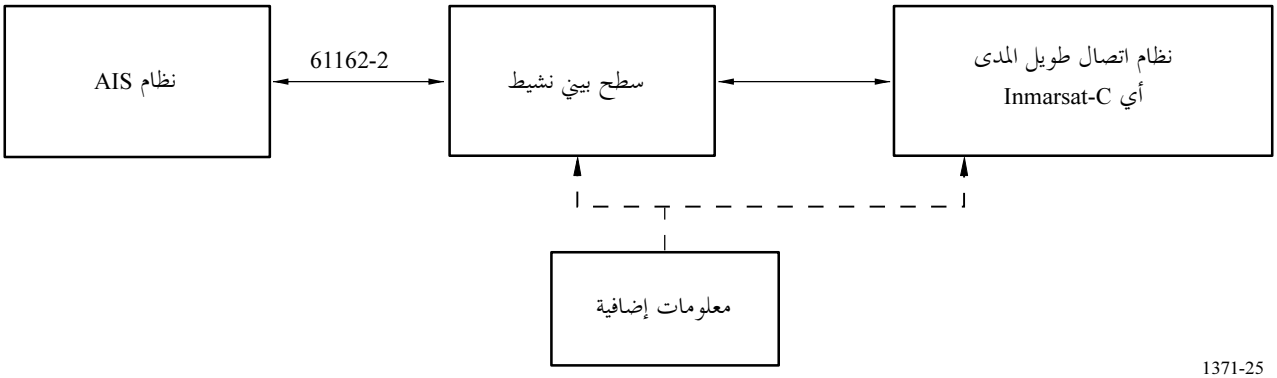 نظام اتصال طويل المدى
أي Inmarsat-C
سطح بيني نشيط
61162-2
نظام AIS
معلومات إضافية
1371-25